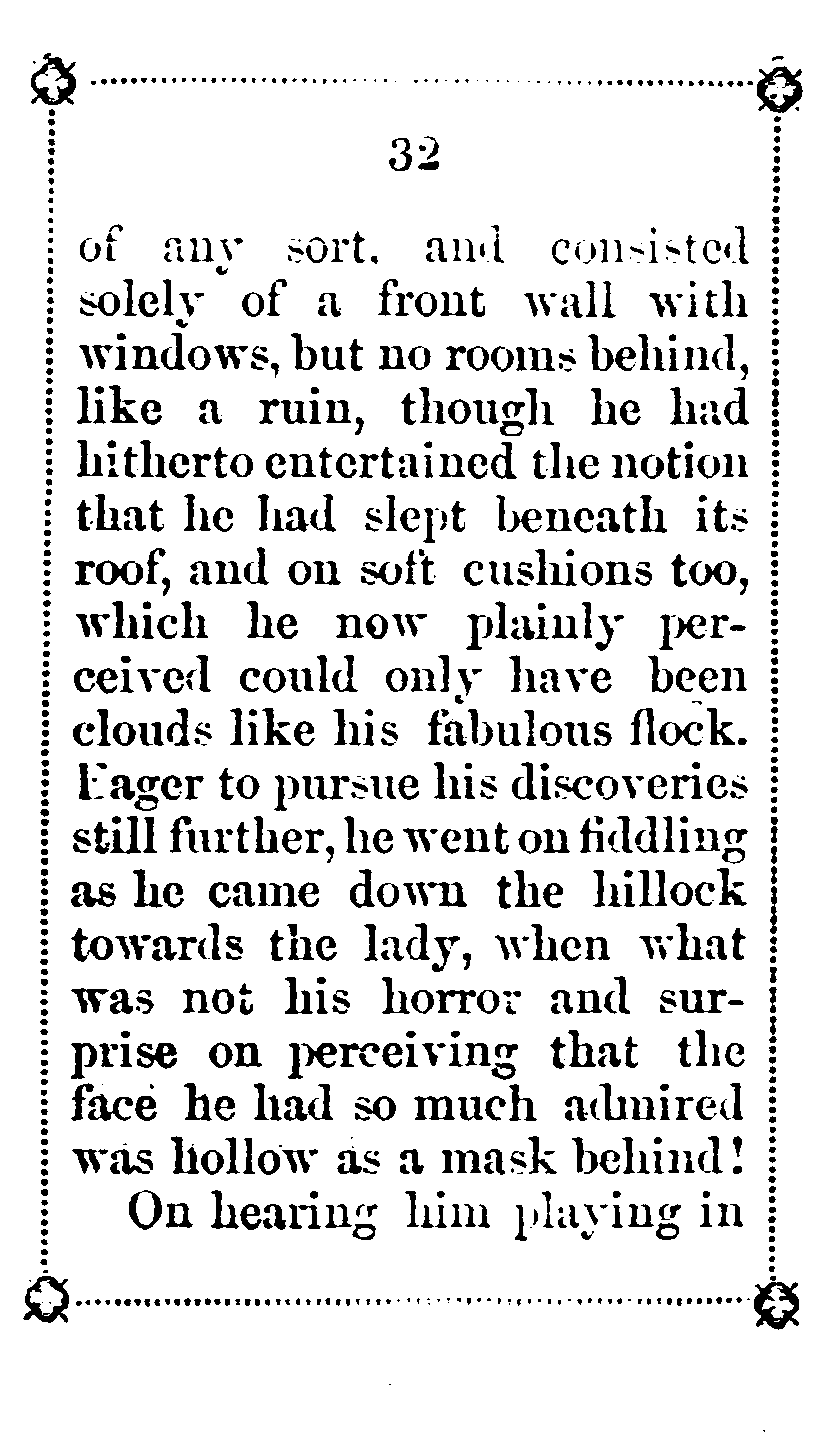 32
of any sort, and consisted
solely of a front wall with
windows, but no rooms behind,
like a ruin, though he had
hitherto entertained the notion
that he had slept beneath its
roof, and on soft cushions too,
which he now plainly per-
ceived could only have been
clouds like his fabulous flock.
Eager to pursue his discoveries
still further, he went on fiddling
as he came down the hillock
towards the lady, when what
was not his horror and sur-
prise on perceiving that the
face he had so much admired
was hollow as a mask behind!
On hearing him playing in